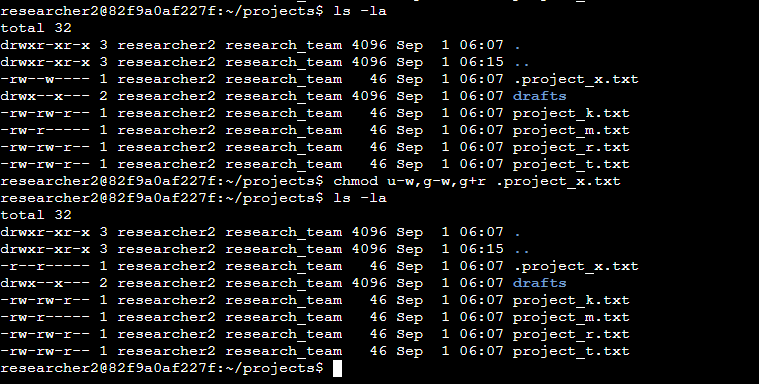 researcher2@82f9a0af227f:~/projects$ ls -la
total 32
drwxr-xr-x 3 researcher2 research_team 4096 Sep  1 06:07 .
drwxr-xr-x 3 researcher2 research_team 4096 Sep  1 06:15 ..
-rw--w---- 1 researcher2 research_team   46 Sep  1 06:07 .project_x.txt
drwx--x--- 2 researcher2 research_team 4096 Sep  1 06:07 drafts
-rw-rw-r-- 1 researcher2 research_team   46 Sep  1 06:07 project_k.txt
-rw-r----- 1 researcher2 research_team   46 Sep  1 06:07 project_m.txt
-rw-rw-r-- 1 researcher2 research_team   46 Sep  1 06:07 project_r.txt
-rw-rw-r-- 1 researcher2 research_team   46 Sep  1 06:07 project_t.txt
researcher2@82f9a0af227f:~/projects$ chmod u-w,g-w,g+r .project_x.txt
researcher2@82f9a0af227f:~/projects$ ls -la
total 32
drwxr-xr-x 3 researcher2 research_team 4096 Sep  1 06:07 .
drwxr-xr-x 3 researcher2 research_team 4096 Sep  1 06:15 ..
-r--r----- 1 researcher2 research_team   46 Sep  1 06:07 .project_x.txt
drwx--x--- 2 researcher2 research_team 4096 Sep  1 06:07 drafts
-rw-rw-r-- 1 researcher2 research_team   46 Sep  1 06:07 project_k.txt
-rw-r----- 1 researcher2 research_team   46 Sep  1 06:07 project_m.txt
-rw-rw-r-- 1 researcher2 research_team   46 Sep  1 06:07 project_r.txt
-rw-rw-r-- 1 researcher2 research_team   46 Sep  1 06:07 project_t.txt
researcher2@82f9a0af227f:~/projects$